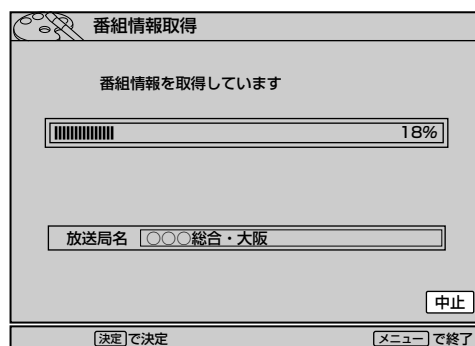 番組情報取得
番組情報を取得しています
18%
放送局名 ○○○総合・大阪
中止
決定で決定 メニューで終了